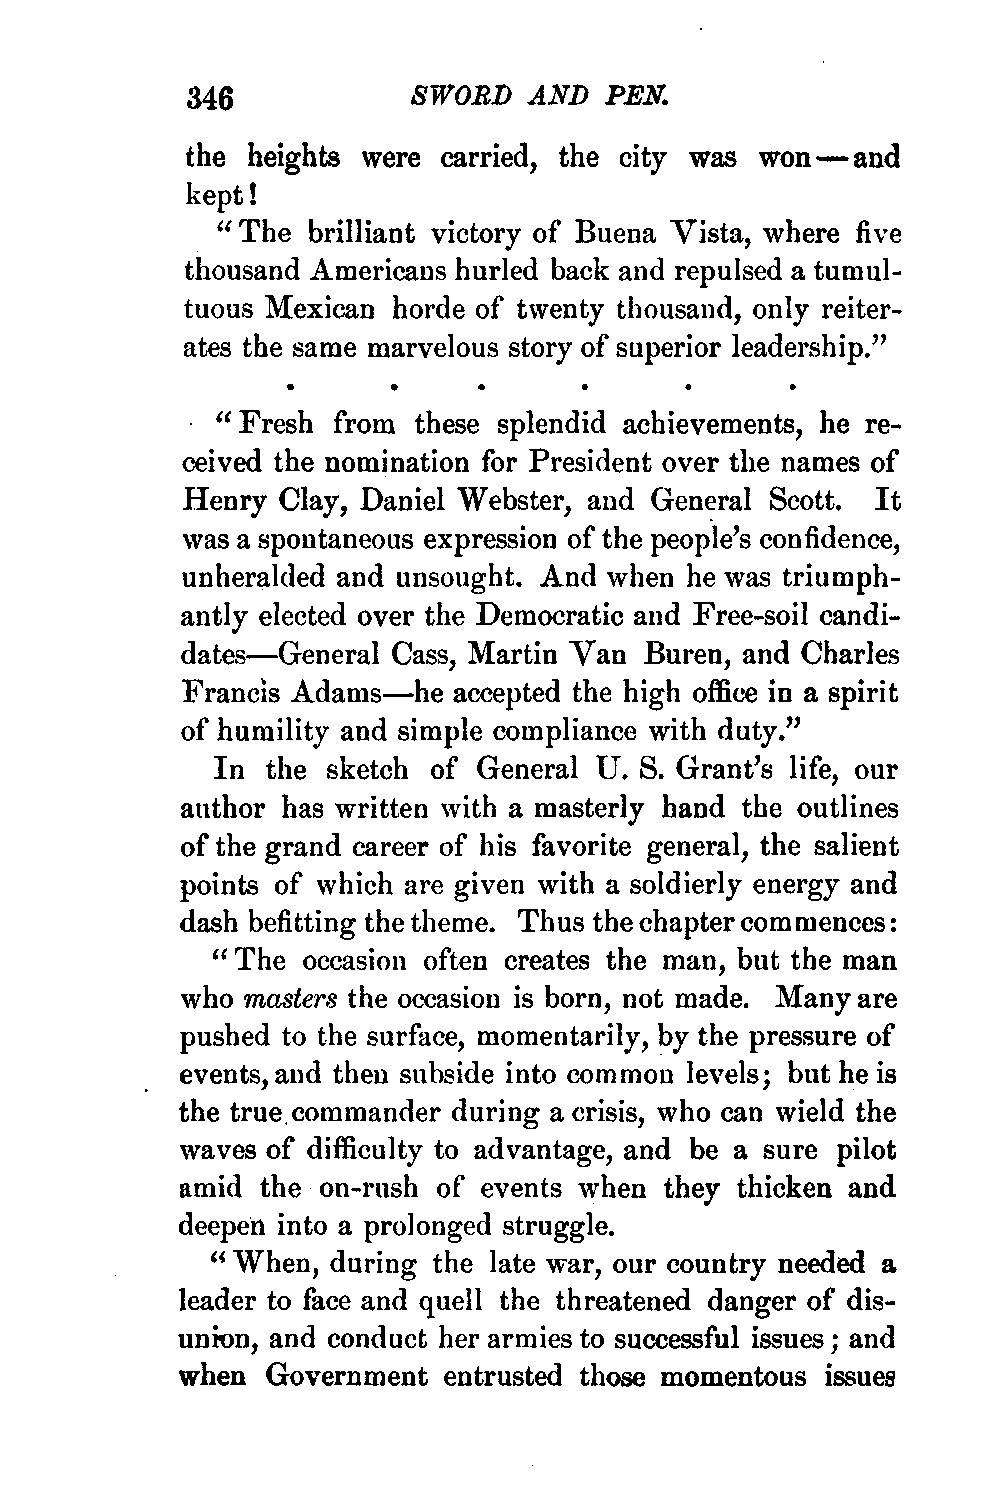 346 SWORD AND PEN.
the heights were carried, the city was won—and
kept!
"The brilliant victory of Buena Vista, where five
thousand Americans hurled back and repulsed a tumul-
tuous Mexican horde of twenty thousand, only reiter-
ates the same marvelous story of superior leadership."
. . . . . .
"Fresh from these splendid achievements, he re-
ceived the nomination for President over the names of
Henry Clay, Daniel Webster, and General Scott. It
was a spontaneous expression of the people's confidence,
unheralded and unsought. And when he was triumph-
antly elected over the Democratic and Free-soil candi-
dates—General Cass, Martin Van Buren, and Charles
Francis Adams—he accepted the high office in a spirit
of humility and simple compliance with duty."
In the sketch of General U. S. Grant's life, our
author has written with a masterly hand the outlines
of the grand career of his favorite general, the salient
points of which are given with a soldierly energy and
dash befitting the theme. Thus the chapter commences:
"The occasion often creates the man, but the man
who masters the occasion is born, not made. Many are
pushed to the surface, momentarily, by the pressure of
events, and then subside into common levels; but he is
the true commander during a crisis, who can wield the
waves of difficulty to advantage, and be a sure pilot
amid the on-rush of events when they thicken and
deepen into a prolonged struggle.
"When, during the late war, our country needed a
leader to face and quell the threatened danger of dis-
union, and conduct her armies to successful issues; and
when Government entrusted those momentous issues